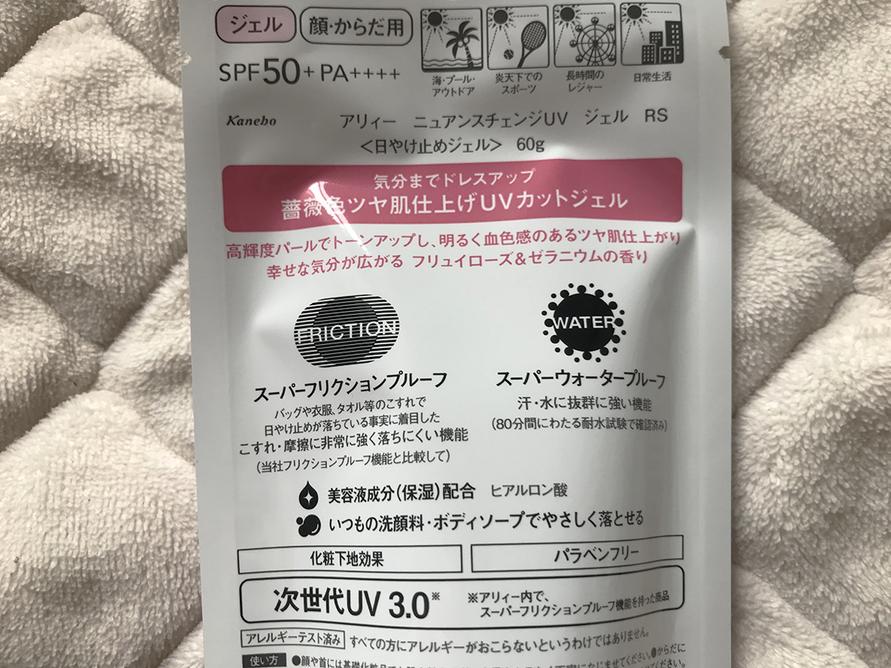 ジェル 顔・からだ用
SPF50+ PA++++
海・プール・アウトドア
炎天下でのスポーツ
長時間のレジャー
日常生活
Kanebo アリィー ニュアンスチェンジUV ジェル RS
<日やけ止めジェル> 60g
気分までドレスアップ
薔薇色ツヤ肌仕上げUVカットジェル
高輝度パールでトーンアップし、明るく血色感のあるツヤ肌仕上がり
幸せな気分が広がる フリュイローズ&ゼラニウムの香り
FRICTION
スーパーフリクションプルーフ
バッグや衣服、タオル等のこすれで
日やけ止めが落ちている事実に着目した
こすれ・摩擦に非常に強く落ちにくい機能
(当社フリクションプルーフ機能と比較して)
WATER
スーパーウォータープルーフ
汗・水に抜群に強い機能
(80分間にわたる耐水試験で確認済み)
美容液成分(保湿)配合 ヒアルロン酸
いつもの洗顔料・ボディソープでやさしく落とせる
化粧下地効果 パラベンフリー
次世代UV 3.0※ ※アリィー内で、
スーパーフリクションプルーフ機能を持った商品
アレルギーテスト済み すべての方にアレルギーがおこらないというわけではありません。
使い方 ●顔や首には基礎化粧品で